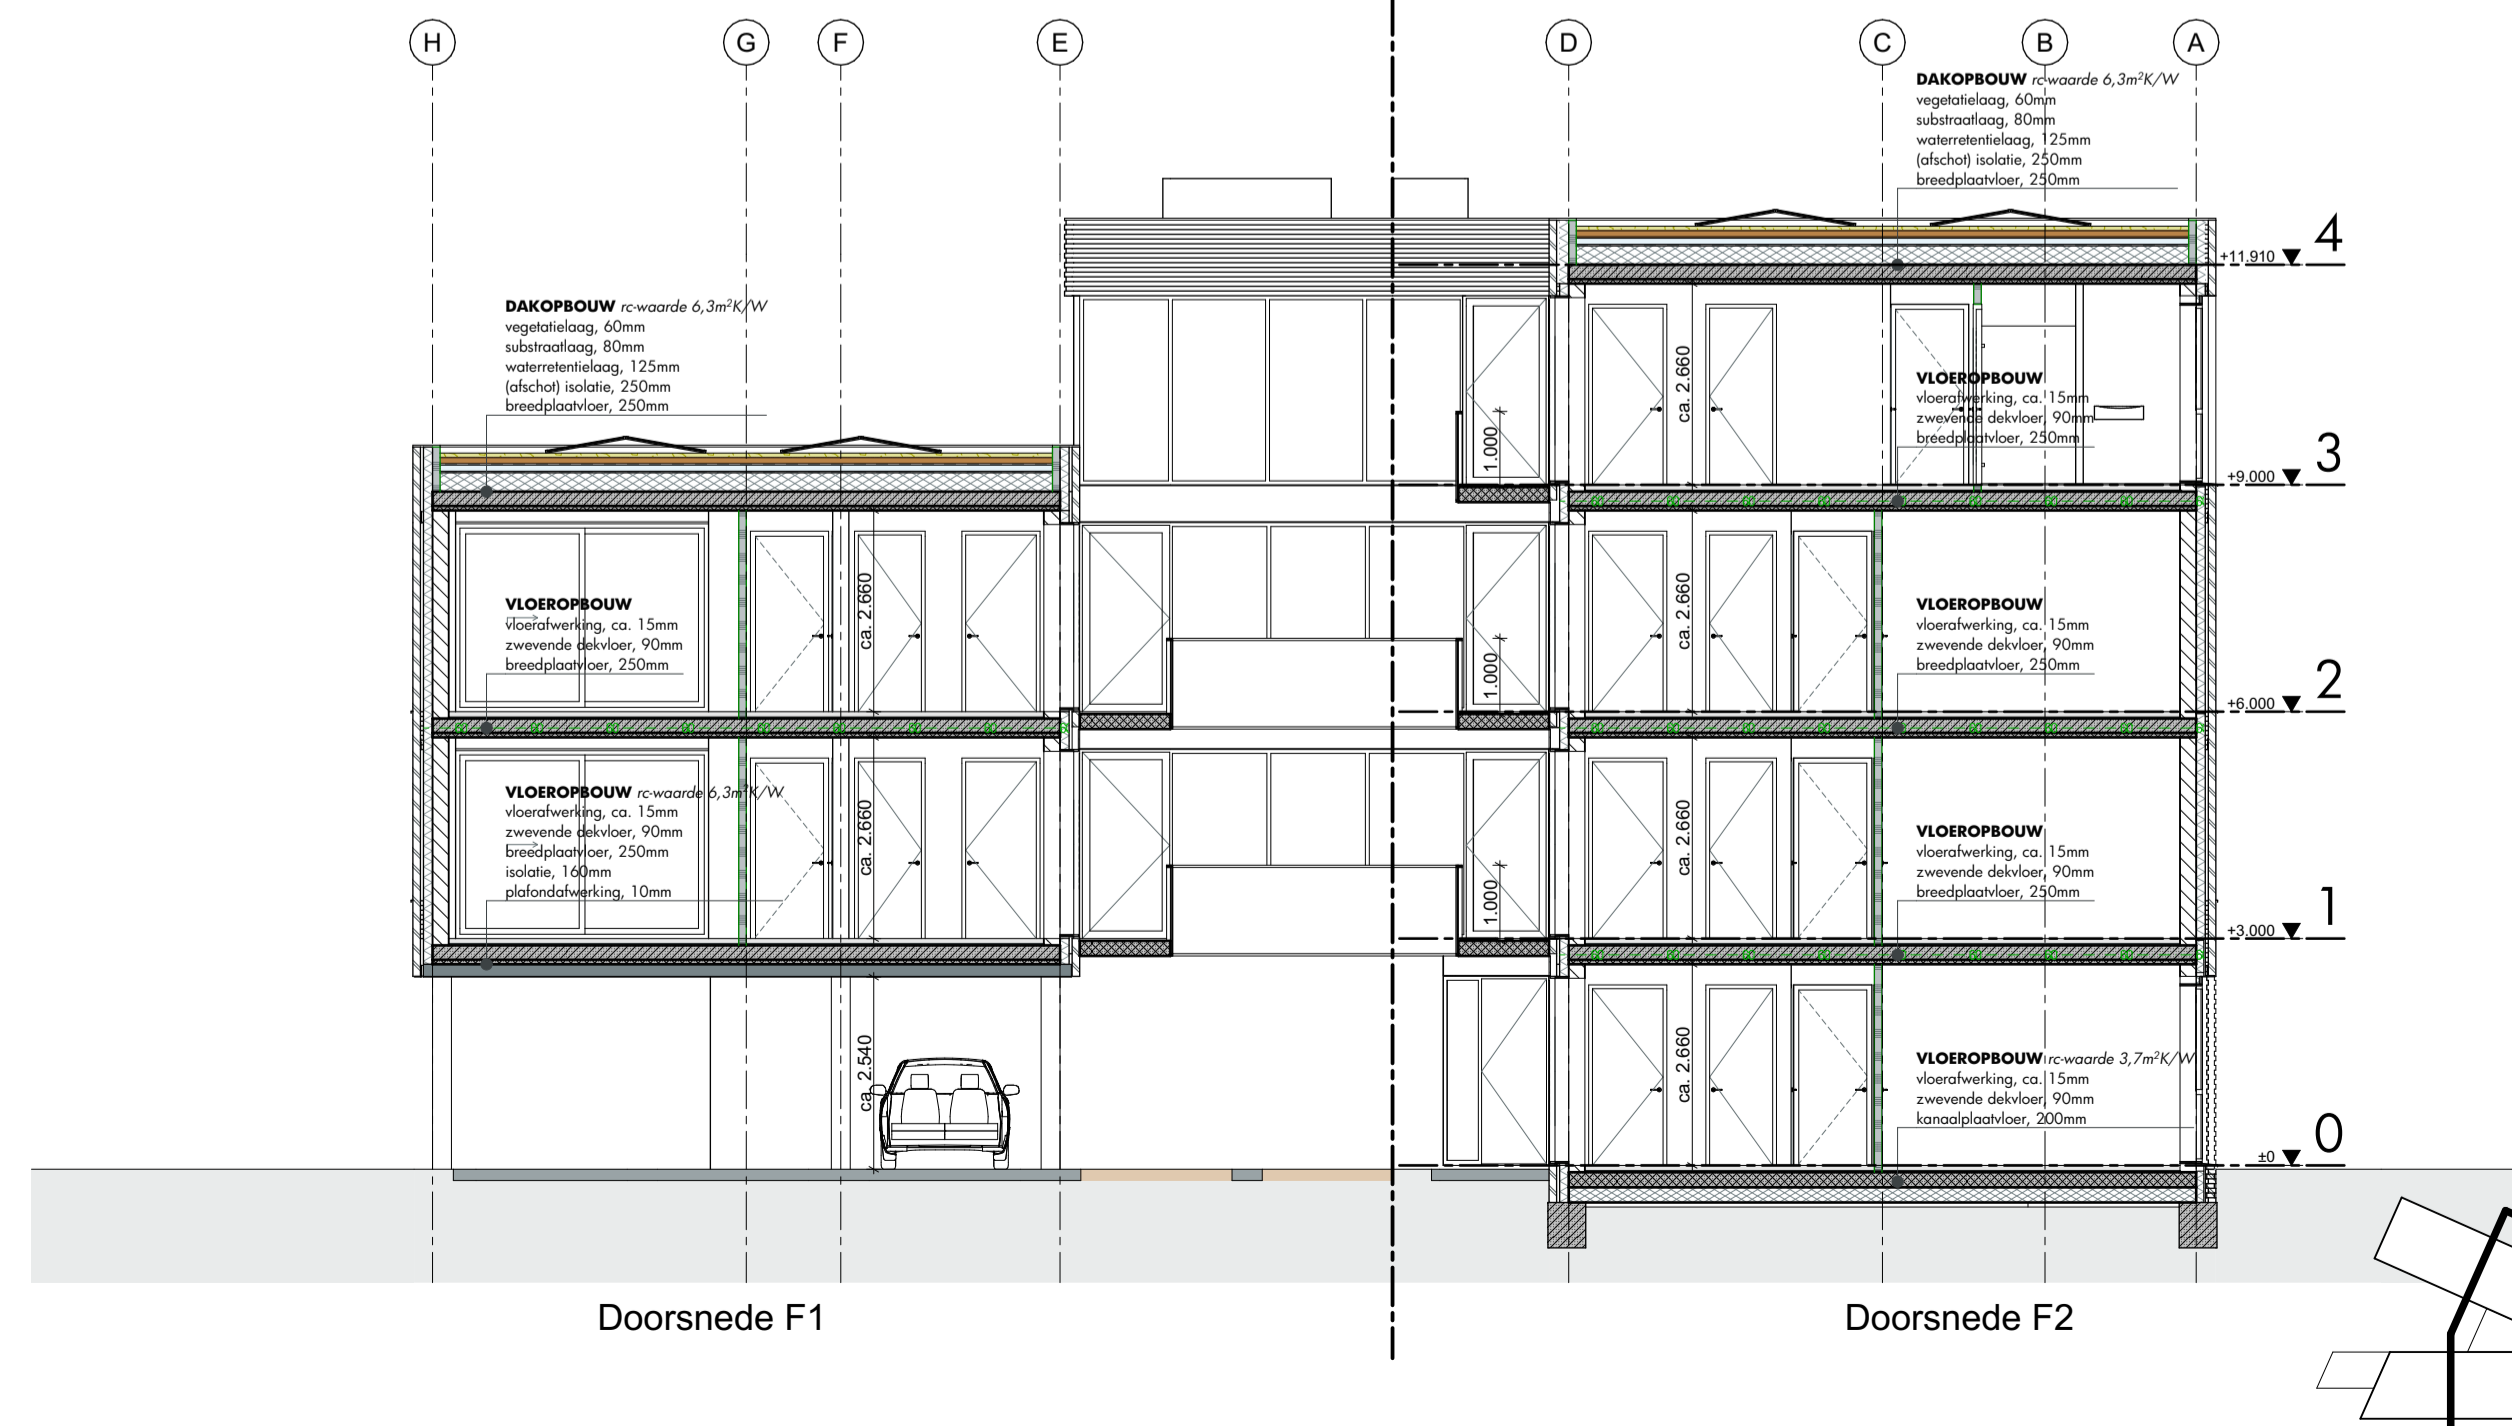 H
G
F
E
D
C
B
A
DAKOPBOUW rc-waarde 6,3m²K/W
vegetatielaag, 60mm
substraatlaag, 80mm
waterretentielaag, 125mm
(afschot) isolatie, 250mm
breedplaatvloer, 250mm
4
+11.910
DAKOPBOUW rc-waarde 6,3m²K/W
vegetatielaag, 60mm
substraatlaag, 80mm
waterretentielaag, 125mm
(afschot) isolatie, 250mm
breedplaatvloer, 250mm
ca. 2.660
1.000
VLOEROPBOUW
vloerafwerking, ca. 15mm
zwevende dekvloer, 90mm
breedplaatvloer, 250mm
3
+9.000
VLOEROPBOUW
vloerafwerking, ca. 15mm
zwevende dekvloer, 90mm
breedplaatvloer, 250mm
ca. 2.660
1.000
ca. 2.660
VLOEROPBOUW
vloerafwerking, ca. 15mm
zwevende dekvloer, 90mm
breedplaatvloer, 250mm
2
+6.000
VLOEROPBOUW rc-waarde 6,3m²K/W
vloerafwerking, ca. 15mm
zwevende dekvloer, 90mm
breedplaatvloer, 250mm
isolatie, 160mm
plafondafwerking, 10mm
ca. 2.660
1.000
ca. 2.660
VLOEROPBOUW
vloerafwerking, ca. 15mm
zwevende dekvloer, 90mm
breedplaatvloer, 250mm
1
+3.000
ca. 2.540
ca. 2.660
VLOEROPBOUW rc-waarde 3,7m²K/W
vloerafwerking, ca. 15mm
zwevende dekvloer, 90mm
kanaalplaatvloer, 200mm
0
±0
Doorsnede F1
Doorsnede F2